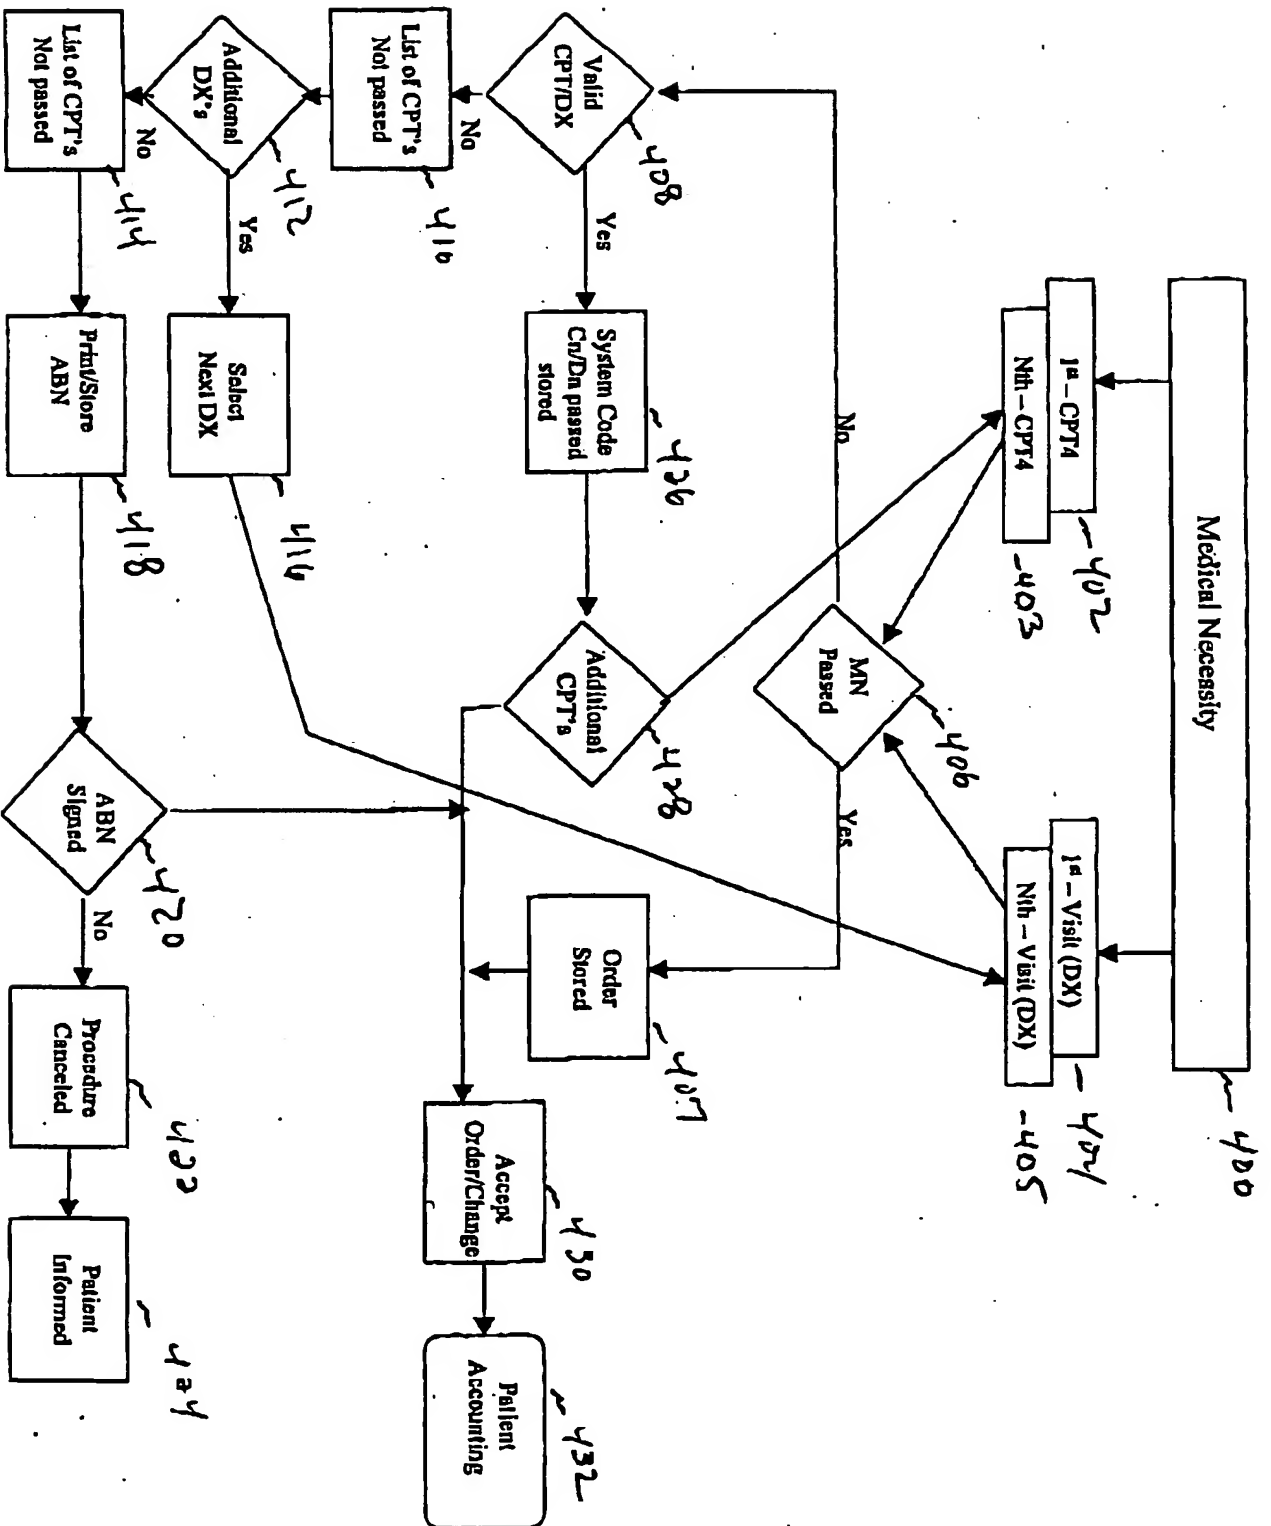 Medical Necessity
400
1st – CPT4
402
Nth – CPT4
-403
1st – Visit (DX)
404
Nth – Visit (DX)
-405
MN
Passed
406
No
Yes
Valid
CPT/DX
408
Yes
No
System Code
Cn/Dn passed
stored
426
Additional
CPT's
428
Order
Stored
407
List of CPT's
Not passed
410
Additional
DX's
412
Yes
No
Select
Next DX
416
Accept
Order/Change
430
Patient
Accounting
432
List of CPT's
Not passed
414
Print/Store
ABN
418
ABN
Signed
420
No
Procedure
Canceled
422
Patient
Informed
424